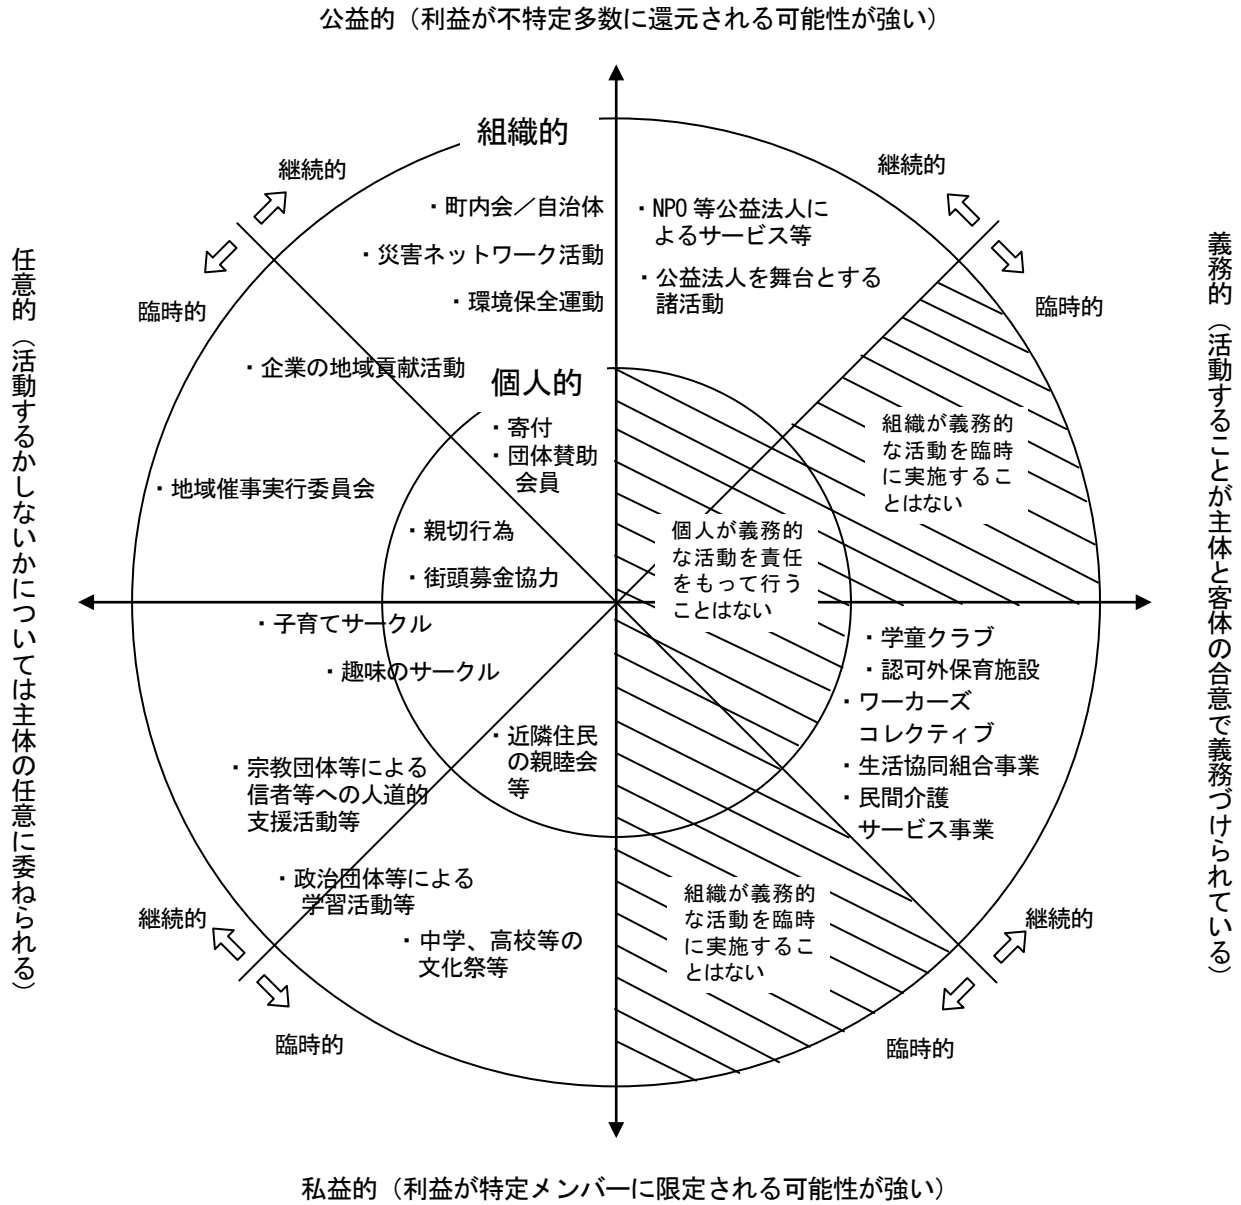 公益的（利益が不特定多数に還元される可能性が強い）
組織的
継続的
臨時的
継続的
臨時的
・町内会／自治体
・災害ネットワーク活動
・環境保全運動
・NPO 等公益法人に
よるサービス等
・公益法人を舞台とする
諸活動
・企業の地域貢献活動
個人的
・寄付
・団体賛助
会員
・地域催事実行委員会
・親切行為
・街頭募金協力
組織が義務的
な活動を臨時
に実施するこ
とはない
個人が義務的
な活動を責任
をもって行う
ことはない
任意的（活動するかしないかについては主体の任意に委ねられる）
義務的（活動することが主体と客体の合意で義務づけられている）
・子育てサークル
・趣味のサークル
・近隣住民
の親睦会
等
・宗教団体等による
信者等への人道的
支援活動等
・政治団体等による
学習活動等
・中学、高校等の
文化祭等
・学童クラブ
・認可外保育施設
・ワーカーズ
コレクティブ
・生活協同組合事業
・民間介護
サービス事業
組織が義務的
な活動を臨時
に実施するこ
とはない
継続的
臨時的
継続的
臨時的
私益的（利益が特定メンバーに限定される可能性が強い）